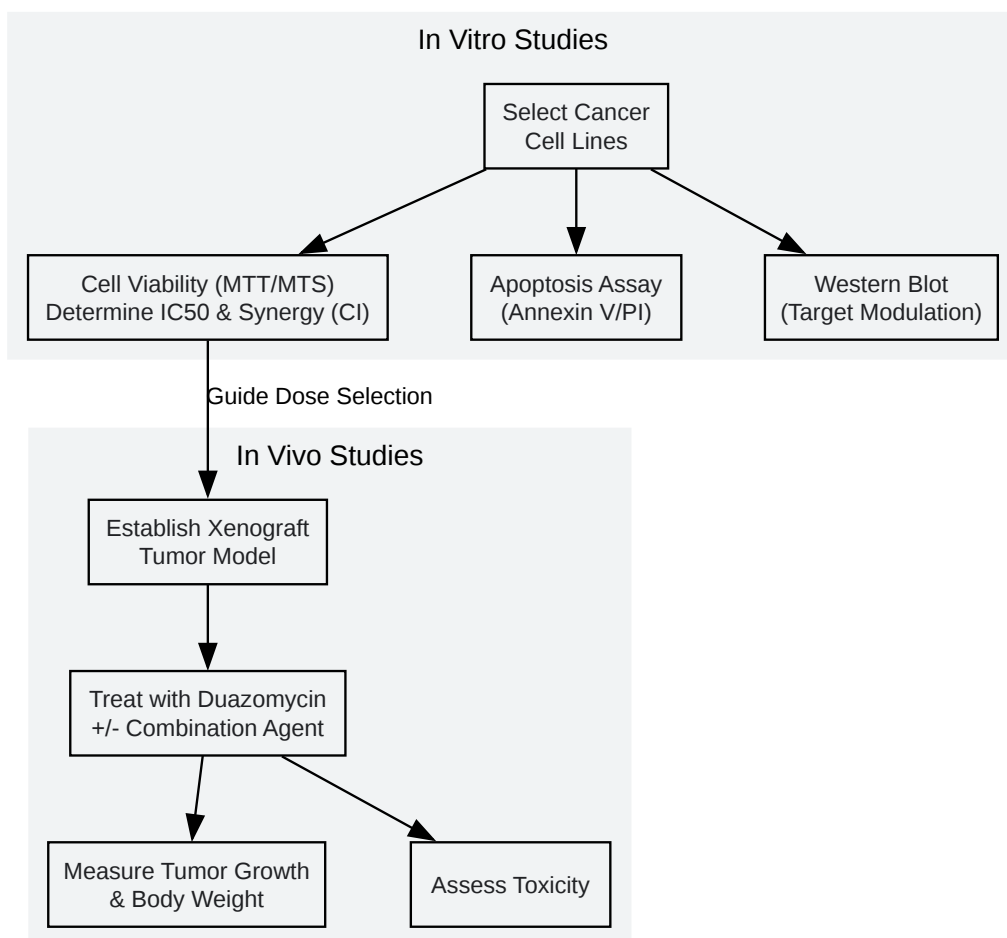 In Vitro Studies
Select Cancer
Cell Lines
Cell Viability (MTT/MTS)
Determine IC50 & Synergy (CI)
Apoptosis Assay
(Annexin V/PI)
Western Blot
(Target Modulation)
Guide Dose Selection
In Vivo Studies
Establish Xenograft
Tumor Model
Treat with Duazomycin
+/- Combination Agent
Measure Tumor Growth
& Body Weight
Assess Toxicity